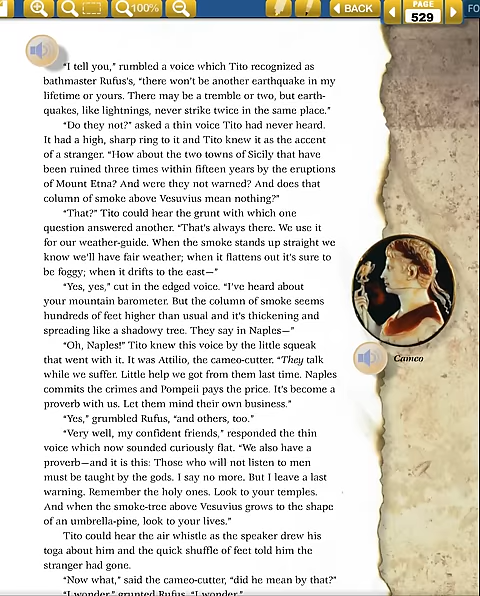 100%
BACK
PAGE
529
FO
“I tell you,” rumbled a voice which Tito recognized as
bathmaster Rufus’s, “there won’t be another earthquake in my
lifetime or yours. There may be a tremble or two, but earth-
quakes, like lightnings, never strike twice in the same place.”
“Do they not?” asked a thin voice Tito had never heard.
It had a high, sharp ring to it and Tito knew it as the accent
of a stranger. “How about the two towns of Sicily that have
been ruined three times within fifteen years by the eruptions
of Mount Etna? And were they not warned? And does that
column of smoke above Vesuvius mean nothing?”
“That?” Tito could hear the grunt with which one
question answered another. “That’s always there. We use it
for our weather-guide. When the smoke stands up straight we
know we’ll have fair weather; when it flattens out it’s sure to
be foggy; when it drifts to the east—”
“Yes, yes,” cut in the edged voice. “I’ve heard about
your mountain barometer. But the column of smoke seems
hundreds of feet higher than usual and it’s thickening and
spreading like a shadowy tree. They say in Naples—”
“Oh, Naples!” Tito knew this voice by the little squeak
that went with it. It was Attilio, the cameo-cutter. “They talk
while we suffer. Little help we got from them last time. Naples
commits the crimes and Pompeii pays the price. It’s become a
proverb with us. Let them mind their own business.”
“Yes,” grumbled Rufus, “and others, too.”
“Very well, my confident friends,” responded the thin
voice which now sounded curiously flat. “We also have a
proverb—and it is this: Those who will not listen to men
must be taught by the gods. I say no more. But I leave a last
warning. Remember the holy ones. Look to your temples.
And when the smoke-tree above Vesuvius grows to the shape
of an umbrella-pine, look to your lives.”
Tito could hear the air whistle as the speaker drew his
toga about him and the quick shuffle of feet told him the
stranger had gone.
“Now what,” said the cameo-cutter, “did he mean by that?”
“I wonder,” grunted Rufus, “I wonder.”
Cameo